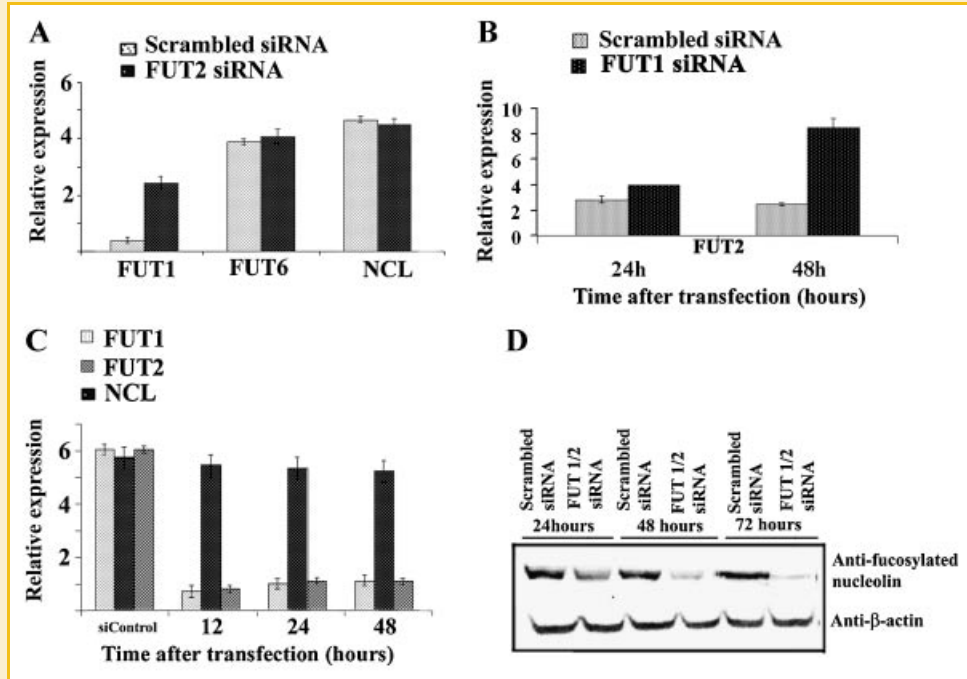 A
Scrambled siRNA
FUT2 siRNA
Relative expression
6
4
2
FUT1 FUT6 NCL
B
Scrambled siRNA
FUT1 siRNA
Relative expression
10
8
6
4
2
0
FUT2
24h 48h
Time after transfection (hours)
C
FUT1
FUT2
NCL
Relative expression
6
4
2
siControl 12 24 48
Time after transfection (hours)
D
Scrambled
siRNA
FUT 1/2
siRNA
Scrambled
siRNA
FUT 1/2
siRNA
Scrambled
siRNA
FUT 1/2
siRNA
24hours 48 hours 72 hours
Anti-fucosylated
nucleolin
Anti-β-actin